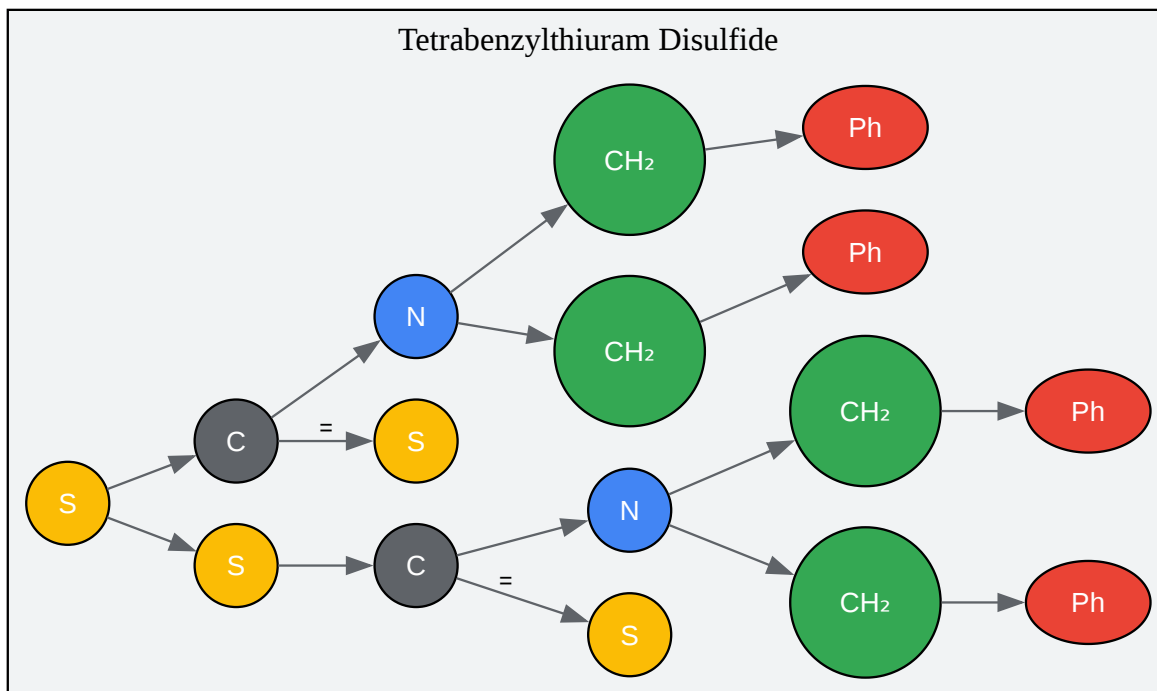 Tetrabenzylthiuram Disulfide
CH₂
Ph
Ph
N
CH₂
CH₂
Ph
C
=
S
S
N
S
C
=
CH₂
Ph
S